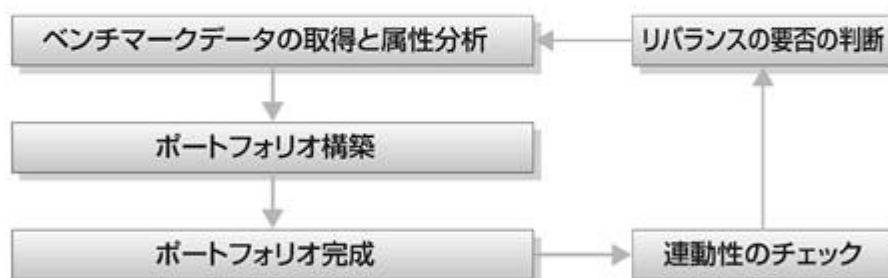 ベンチマークデータの取得と属性分析
リバランスの要否の判断
ポートフォリオ構築
ポートフォリオ完成
連動性のチェック